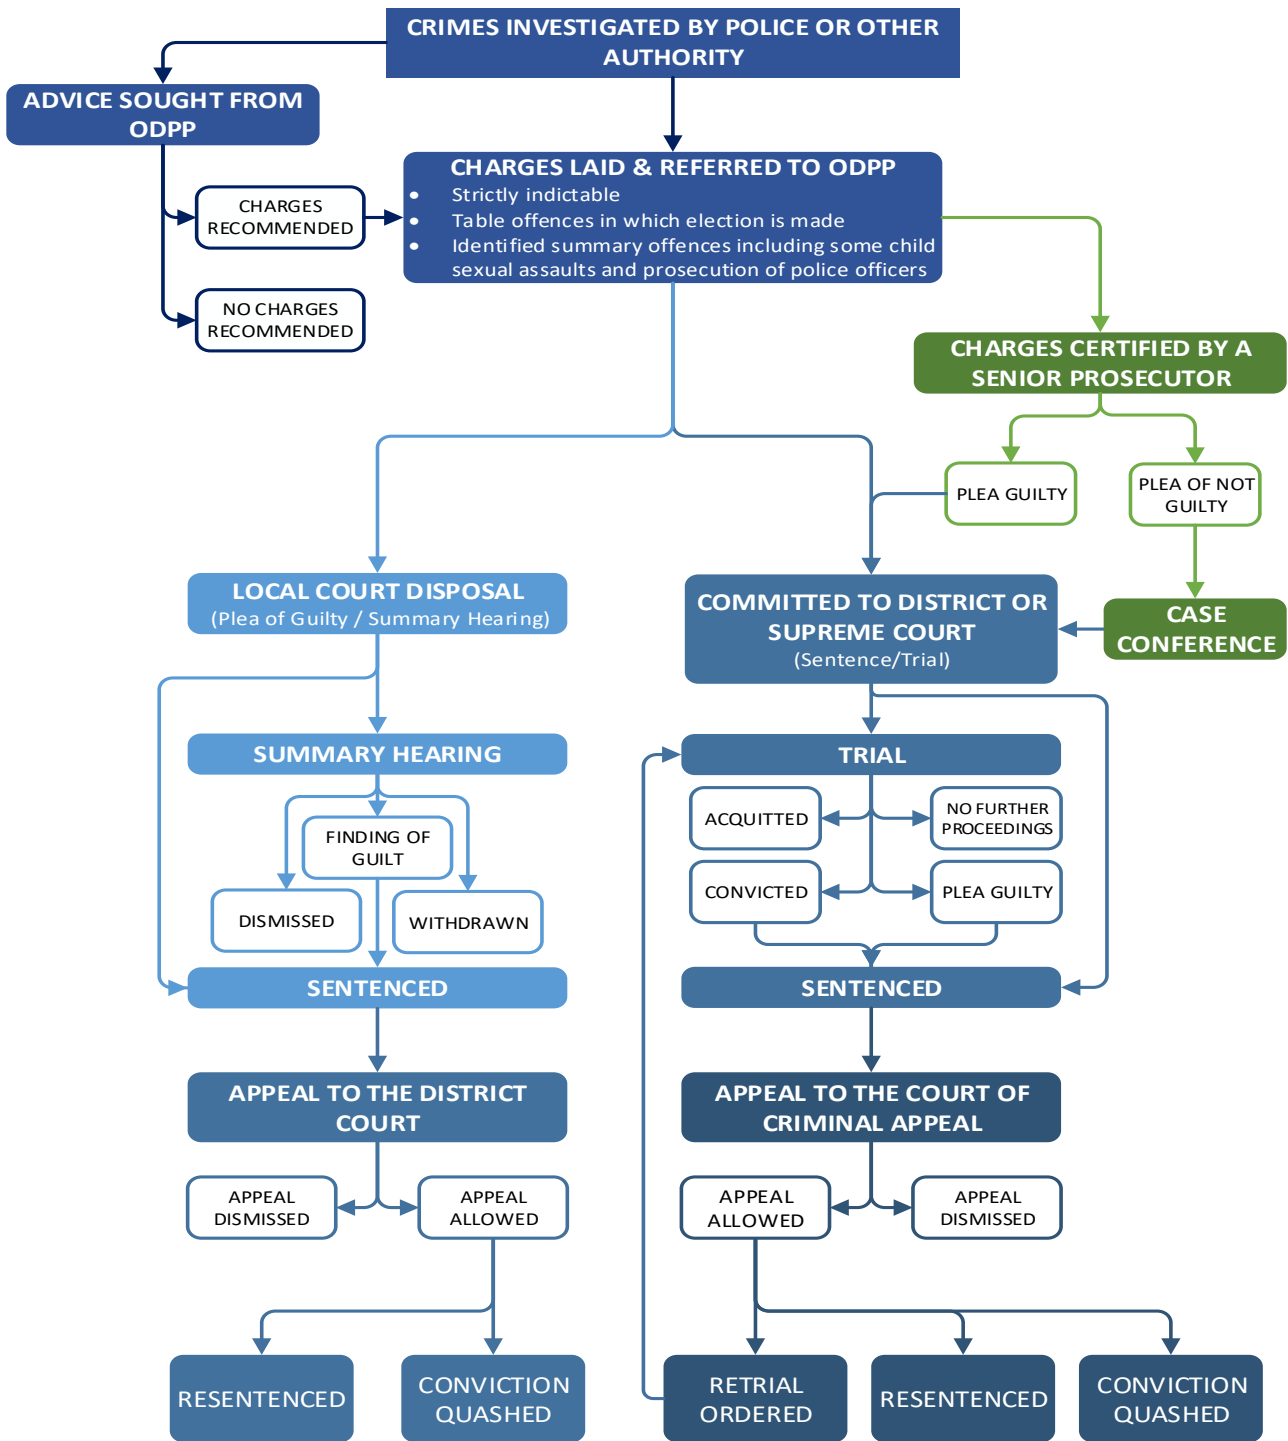 CRIMES INVESTIGATED BY POLICE OR OTHER
AUTHORITY
ADVICE SOUGHT FROM
ODPP
CHARGES LAID & REFERRED TO ODPP
• Strictly indictable
• Table offences in which election is made
• Identified summary offences including some child
sexual assaults and prosecution of police officers
CHARGES
RECOMMENDED
NO CHARGES
RECOMMENDED
CHARGES CERTIFIED BY A
SENIOR PROSECUTOR
PLEA GUILTY
PLEA OF NOT
GUILTY
LOCAL COURT DISPOSAL
(Plea of Guilty / Summary Hearing)
COMMITTED TO DISTRICT OR
SUPREME COURT
(Sentence/Trial)
CASE
CONFERENCE
SUMMARY HEARING
TRIAL
FINDING OF
GUILT
DISMISSED
WITHDRAWN
ACQUITTED
NO FURTHER
PROCEEDINGS
CONVICTED
PLEA GUILTY
SENTENCED
SENTENCED
APPEAL TO THE DISTRICT
COURT
APPEAL TO THE COURT OF
CRIMINAL APPEAL
APPEAL
DISMISSED
APPEAL
ALLOWED
APPEAL
ALLOWED
APPEAL
DISMISSED
RESENTENCED
CONVICTION
QUASHED
RETRIAL
ORDERED
RESENTENCED
CONVICTION
QUASHED